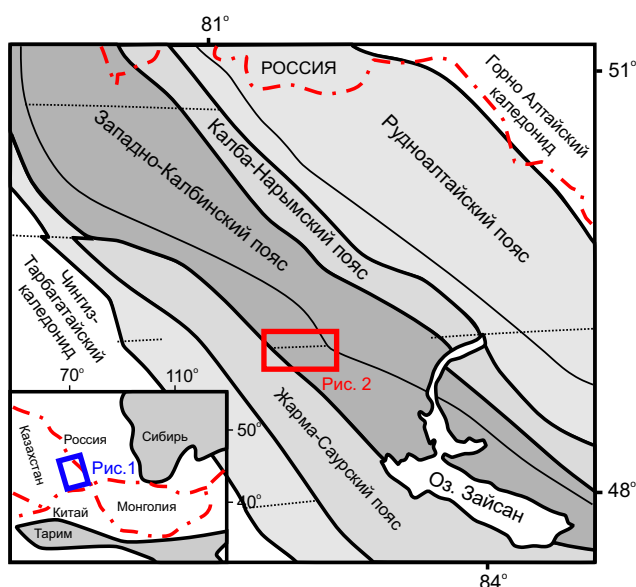 81°
51°
РОССИЯ
Горно Алтайский
каледонид
Рудноалтайский пояс
Калба-Нарымский пояс
Западно-Калбинский пояс
Чингиз-
Тарбагатайский
каледонид
Рис. 2
Жарма-Саурский пояс
Оз. Зайсан
48°
84°
70°
110°
50°
40°
Казахстан
Россия
Сибирь
Рис.1
Монголия
Китай
Тарим